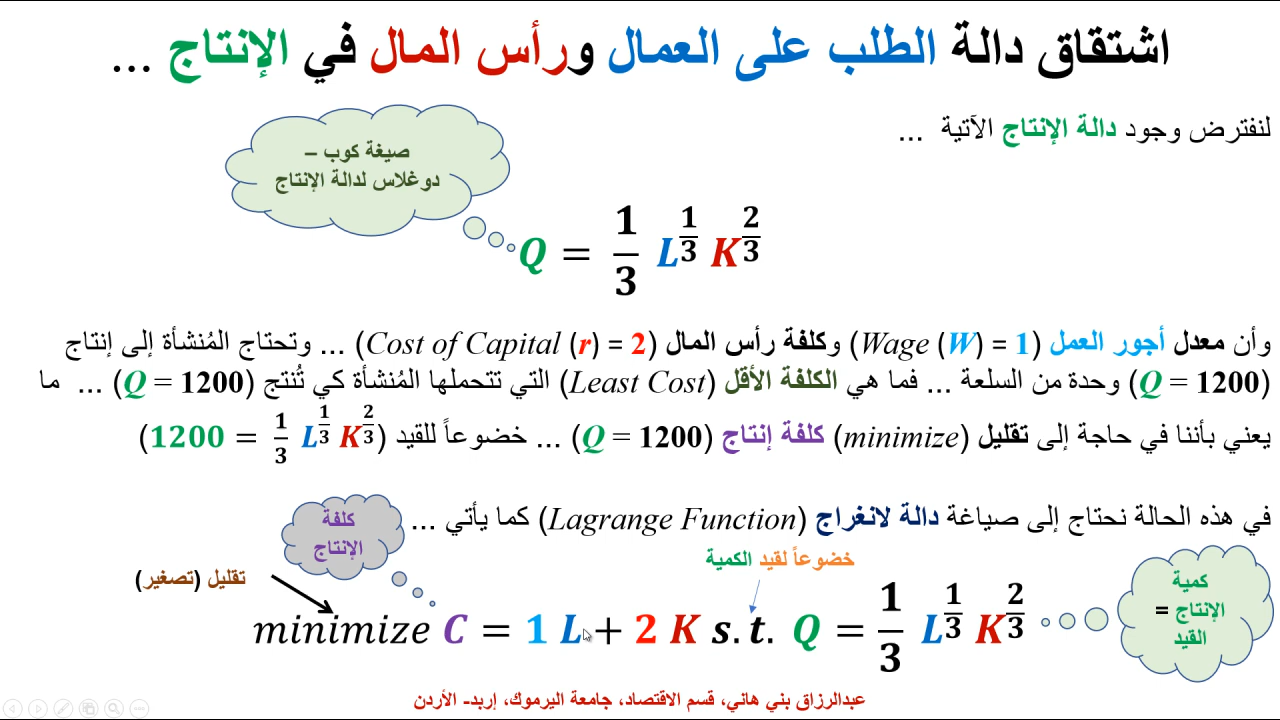 اشتقاق دالة الطلب على العمال ورأس المال في الإنتاج ...
لنفترض وجود دالة الإنتاج الآتية ...
صيغة كوب –
دوغلاس لدالة الإنتاج
Q = 1/3 L^(1/3) K^(2/3)
وأن معدل أجور العمل (Wage (W) = 1) وكلفة رأس المال (Cost of Capital (r) = 2) ... وتحتاج المُنشأة إلى إنتاج
(Q = 1200) وحدة من السلعة ... فما هي الكلفة الأقل (Least Cost) التي تتحملها المُنشأة كي تُنتج (Q = 1200) ... ما
يعني بأننا في حاجة إلى تقليل (minimize) كلفة إنتاج (Q = 1200) ... خضوعاً للقيد (1200 = 1/3 L^(1/3) K^(2/3))
في هذه الحالة نحتاج إلى صياغة دالة لانغراج (Lagrange Function) كما يأتي ...
كلفة
الإنتاج
خضوعاً لقيد الكمية
تقليل (تصغير)
كمية
الإنتاج =
القيد
minimize C = 1 L + 2 K s.t. Q = 1/3 L^(1/3) K^(2/3)
عبدالرزاق بني هاني، قسم الاقتصاد، جامعة اليرموك، إربد- الأردن